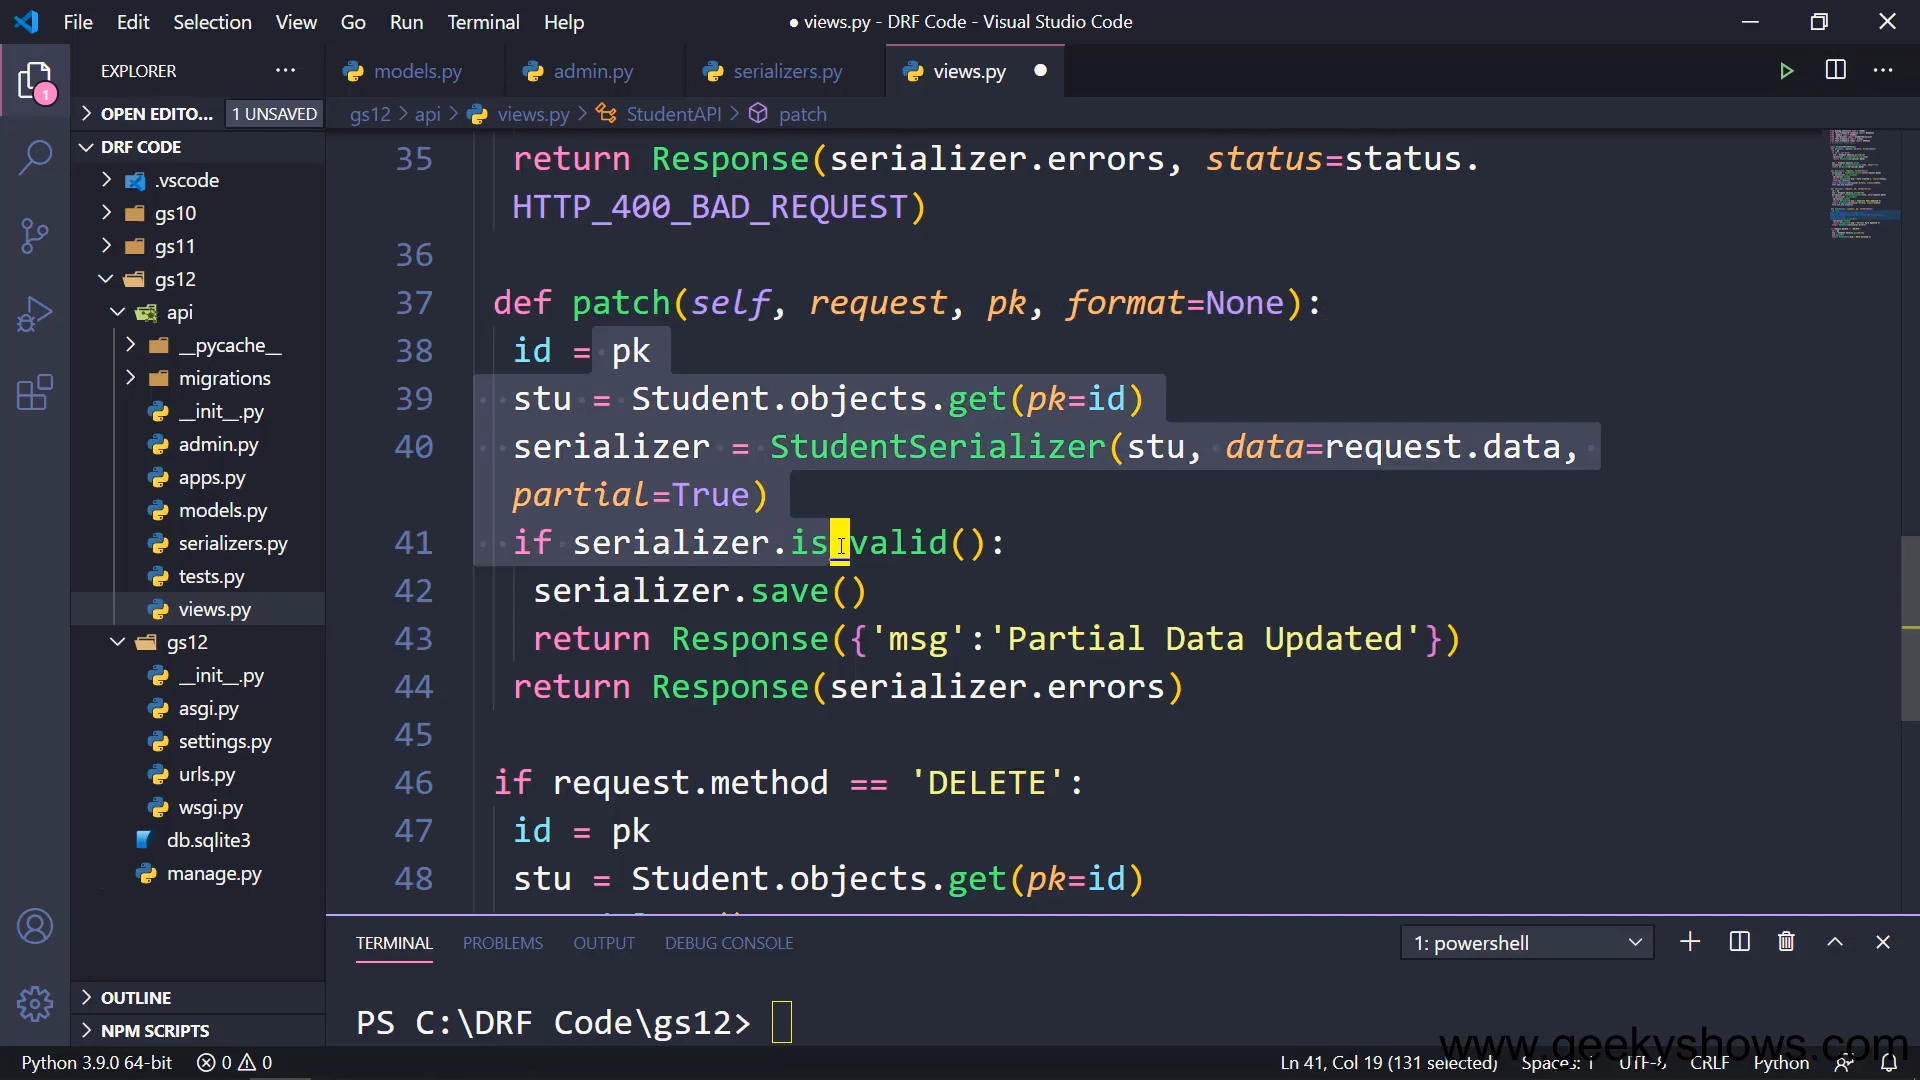 File Edit Selection View Go Run Terminal Help
● views.py - DRF Code - Visual Studio Code
EXPLORER
1
OPEN EDITO... 1 UNSAVED
DRF CODE
.vscode
gs10
gs11
gs12
api
__pycache__
migrations
__init__.py
admin.py
apps.py
models.py
serializers.py
tests.py
views.py
gs12
__init__.py
asgi.py
settings.py
urls.py
wsgi.py
db.sqlite3
manage.py
OUTLINE
NPM SCRIPTS
models.py admin.py serializers.py views.py
gs12 > api > views.py > StudentAPI > patch
35 return Response(serializer.errors, status=status.
HTTP_400_BAD_REQUEST)
36
37 def patch(self, request, pk, format=None):
38 id = pk
39 stu = Student.objects.get(pk=id)
40 serializer = StudentSerializer(stu, data=request.data,
partial=True)
41 if serializer.is_valid():
42 serializer.save()
43 return Response({'msg':'Partial Data Updated'})
44 return Response(serializer.errors)
45
46 if request.method == 'DELETE':
47 id = pk
48 stu = Student.objects.get(pk=id)
TERMINAL PROBLEMS OUTPUT DEBUG CONSOLE
1: powershell
PS C:\DRF Code\gs12>
www.geekyshows.com
Python 3.9.0 64-bit 0 0
Ln 41, Col 19 (131 selected) Spaces: 1 UTF-8 CRLF Python